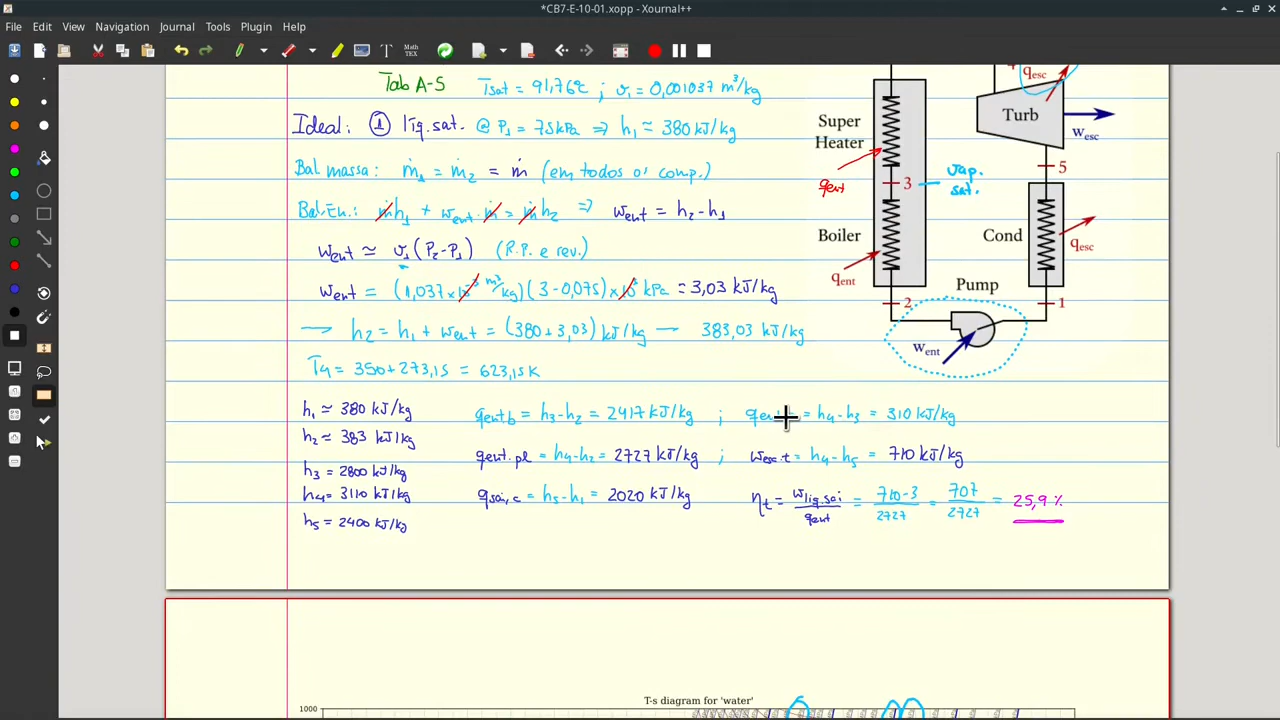 *CB7-E-10-01.xopp - Xournal++
File Edit View Navigation Journal Tools Plugin Help
Tab A-5 Tsat = 91,76°C ; v₁ = 0,001037 m³/kg
Ideal: ① líq. sat. @ P₁ = 75kPa ⇒ h₁ ≃ 380 kJ/kg
Bal massa: ṁ₁ = ṁ₂ = ṁ (em todos os comp.)
Bal. En.: ṁh₁ + went ṁ = ṁh₂ ⇒ went = h₂-h₁
went ≃ v₁(P₂-P₁) (R.P. e rev.)
went = (1,037 ×10⁻³ m³/kg)(3-0,075)×10³ kPa = 3,03 kJ/kg
→ h₂ = h₁ + went = (380+3,03) kJ/kg — 383,03 kJ/kg
T₄ = 350+273,15 = 623,15K
h₁ ≃ 380 kJ/kg
h₂ ≃ 383 kJ/kg
h₃ = 2800 kJ/kg
h₄ = 3110 kJ/kg
h₅ = 2400 kJ/kg
qent.b = h₃-h₂ = 2417 kJ/kg ; = h₄-h₃ = 310 kJ/kg
qent.pl = h₄-h₂ = 2727 kJ/kg ; wesc.t = h₄-h₅ = 710 kJ/kg
qsai,c = h₅-h₁ = 2020 kJ/kg ηt = wliq.sai/qent = 710-3/2727 = 707/2727 = 25,9 %
4
qesc
Turb
wesc
Super
Heater
qent
3
vap.
sat.
5
Boiler
qent
Cond
qesc
Pump
2
1
went
T-s diagram for 'water'
1000